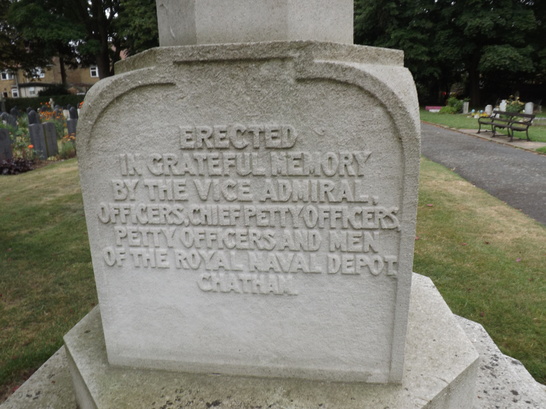 ERECTED
IN GRATEFUL MEMORY
BY THE VICE ADMIRAL,
OFFICERS, CHIEF PETTY OFFICERS,
PETTY OFFICERS AND MEN
OF THE ROYAL NAVAL DEPOT
CHATHAM.